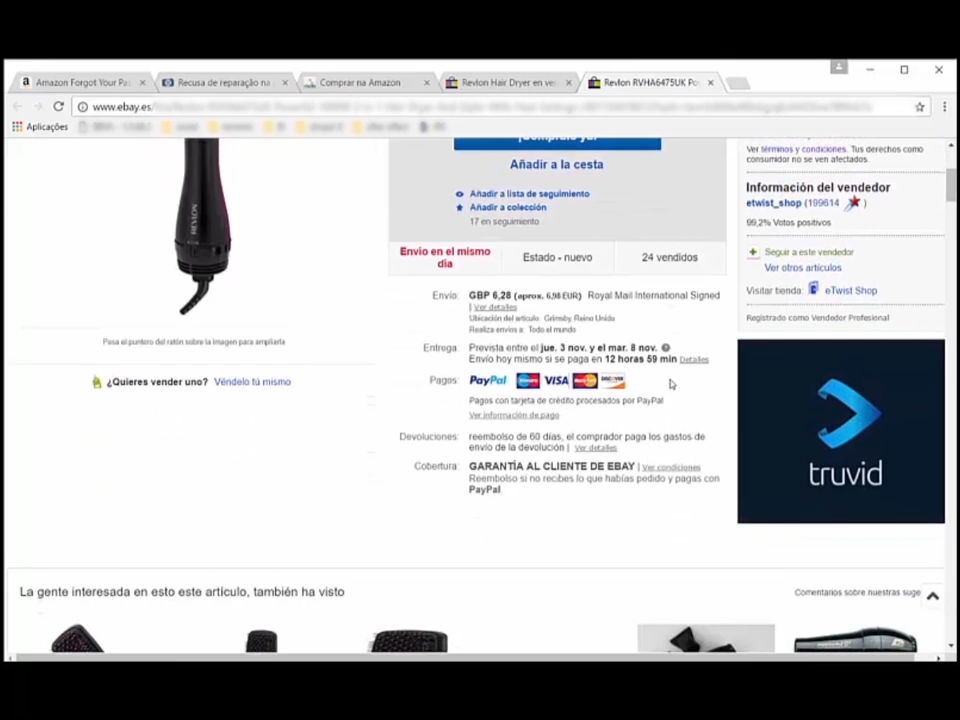 Amazon Forgot Your Pas
Recusa de reparação na
Comprar na Amazon
Revlon Hair Dryer en ve
Revlon RVHA6475UK Po
www.ebay.es
Aplicações
¡Cómpralo ya!
Añadir a la cesta
Añadir a lista de seguimiento
Añadir a colección
17 en seguimiento
Envío en el mismo
día
Estado - nuevo
24 vendidos
REVLON
Pasa el puntero del ratón sobre la imagen para ampliarla
¿Quieres vender uno? Véndelo tú mismo
Envío: GBP 6,28 (aprox. 6,98 EUR) Royal Mail International Signed
| Ver detalles
Ubicación del artículo: Grimsby, Reino Unido
Realiza envíos a: Todo el mundo
Entrega: Prevista entre el jue. 3 nov. y el mar. 8 nov.
Envío hoy mismo si se paga en 12 horas 59 min Detalles
Pagos: PayPal VISA DISCOVER
Pagos con tarjeta de crédito procesados por PayPal
Ver información de pago
Devoluciones: reembolso de 60 días, el comprador paga los gastos de
envío de la devolución | Ver detalles
Cobertura: GARANTÍA AL CLIENTE DE EBAY | Ver condiciones
Reembolso si no recibes lo que habías pedido y pagas con
PayPal.
Ver términos y condiciones. Tus derechos como
consumidor no se ven afectados.
Información del vendedor
etwist_shop (199614 )
99,2% Votos positivos
Seguir a este vendedor
Ver otros artículos
Visitar tienda: eTwist Shop
Registrado como Vendedor Profesional
truvid
La gente interesada en esto este artículo, también ha visto
Comentarios sobre nuestras suge